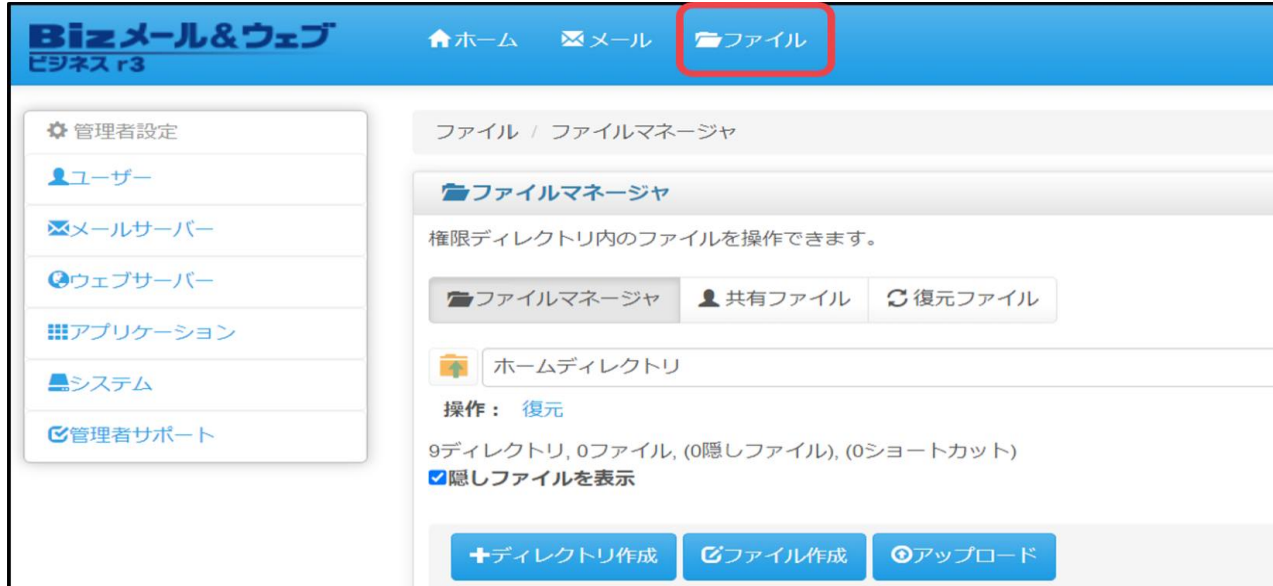 Bizメール&ウェブ
ビジネス r3
ホーム メール ファイル
管理者設定
ユーザー
メールサーバー
ウェブサーバー
アプリケーション
システム
管理者サポート
ファイル / ファイルマネージャ
ファイルマネージャ
権限ディレクトリ内のファイルを操作できます。
ファイルマネージャ 共有ファイル 復元ファイル
ホームディレクトリ
操作： 復元
9ディレクトリ, 0ファイル, (0隠しファイル), (0ショートカット)
隠しファイルを表示
ディレクトリ作成 ファイル作成 アップロード